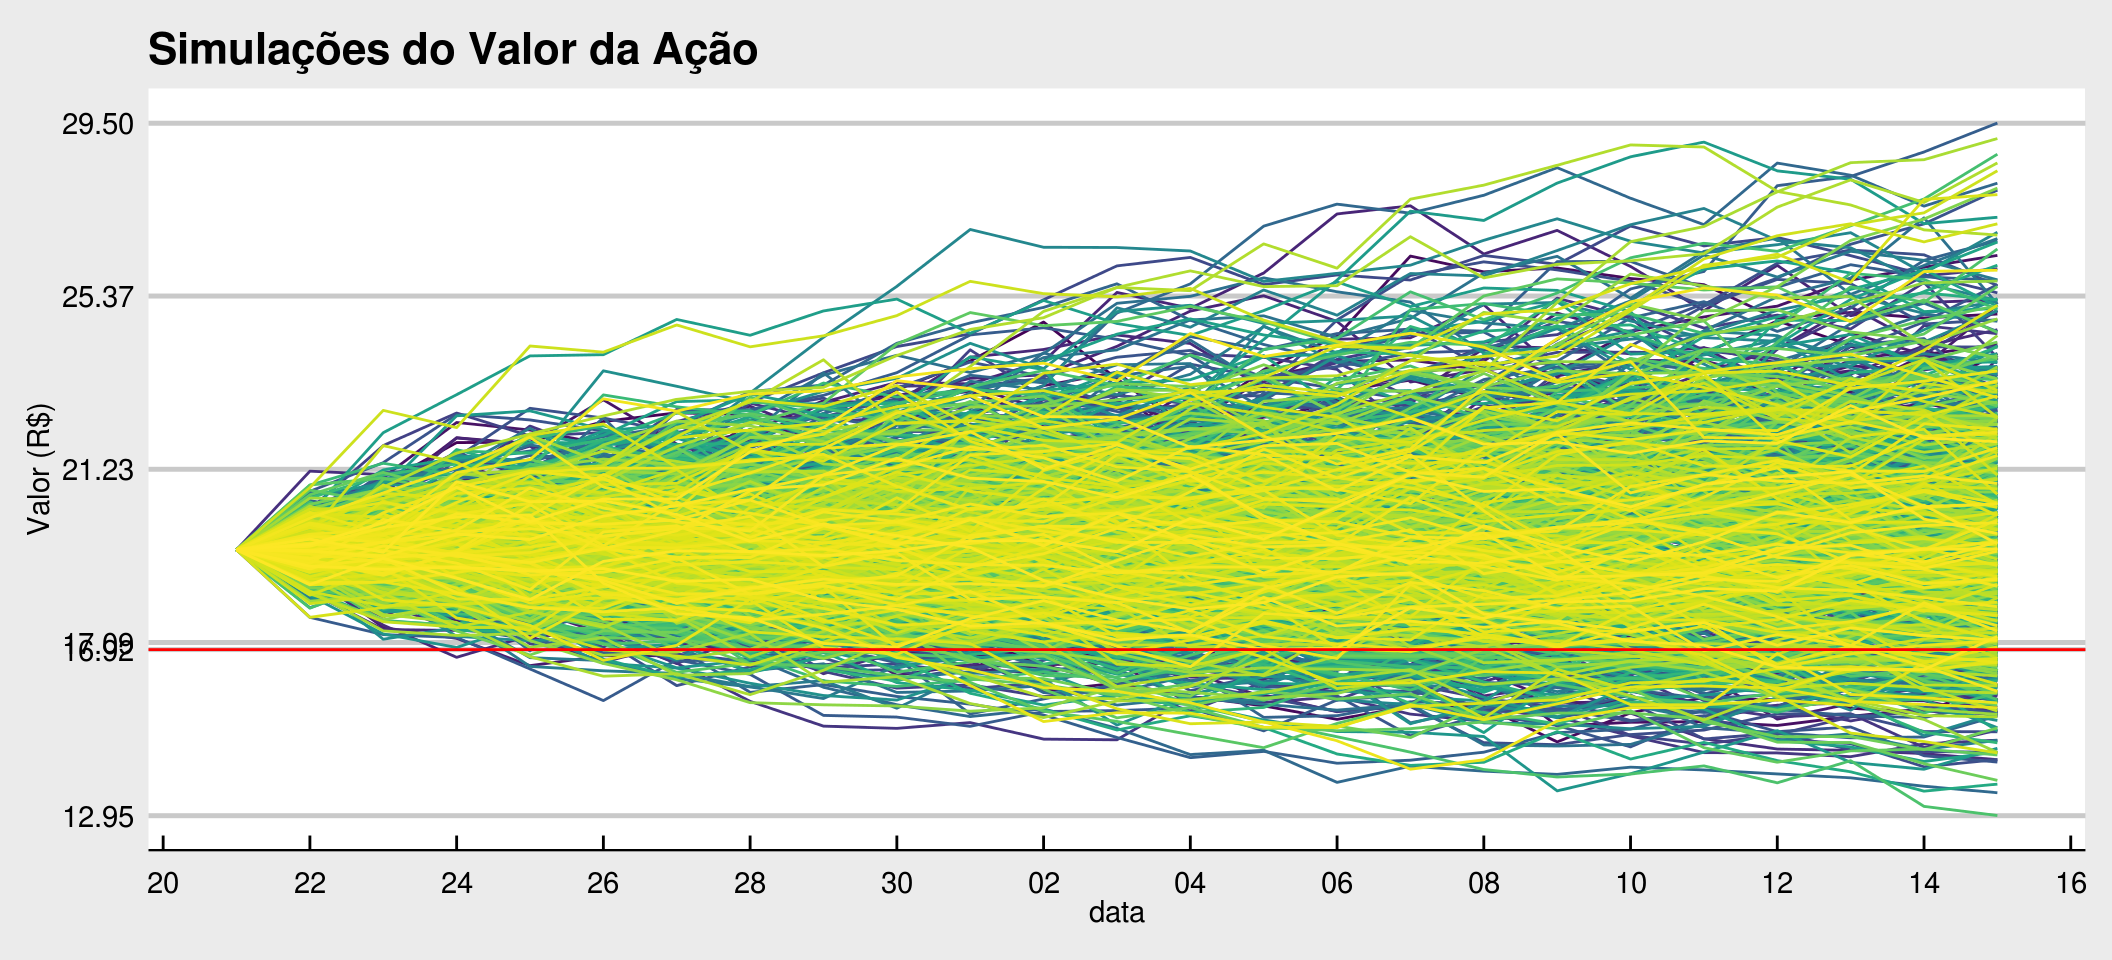 Simulações do Valor da Ação
Valor (R$)
29.50
25.37
21.23
17.09
16.92
12.95
20 22 24 26 28 30 02 04 06 08 10 12 14 16
data